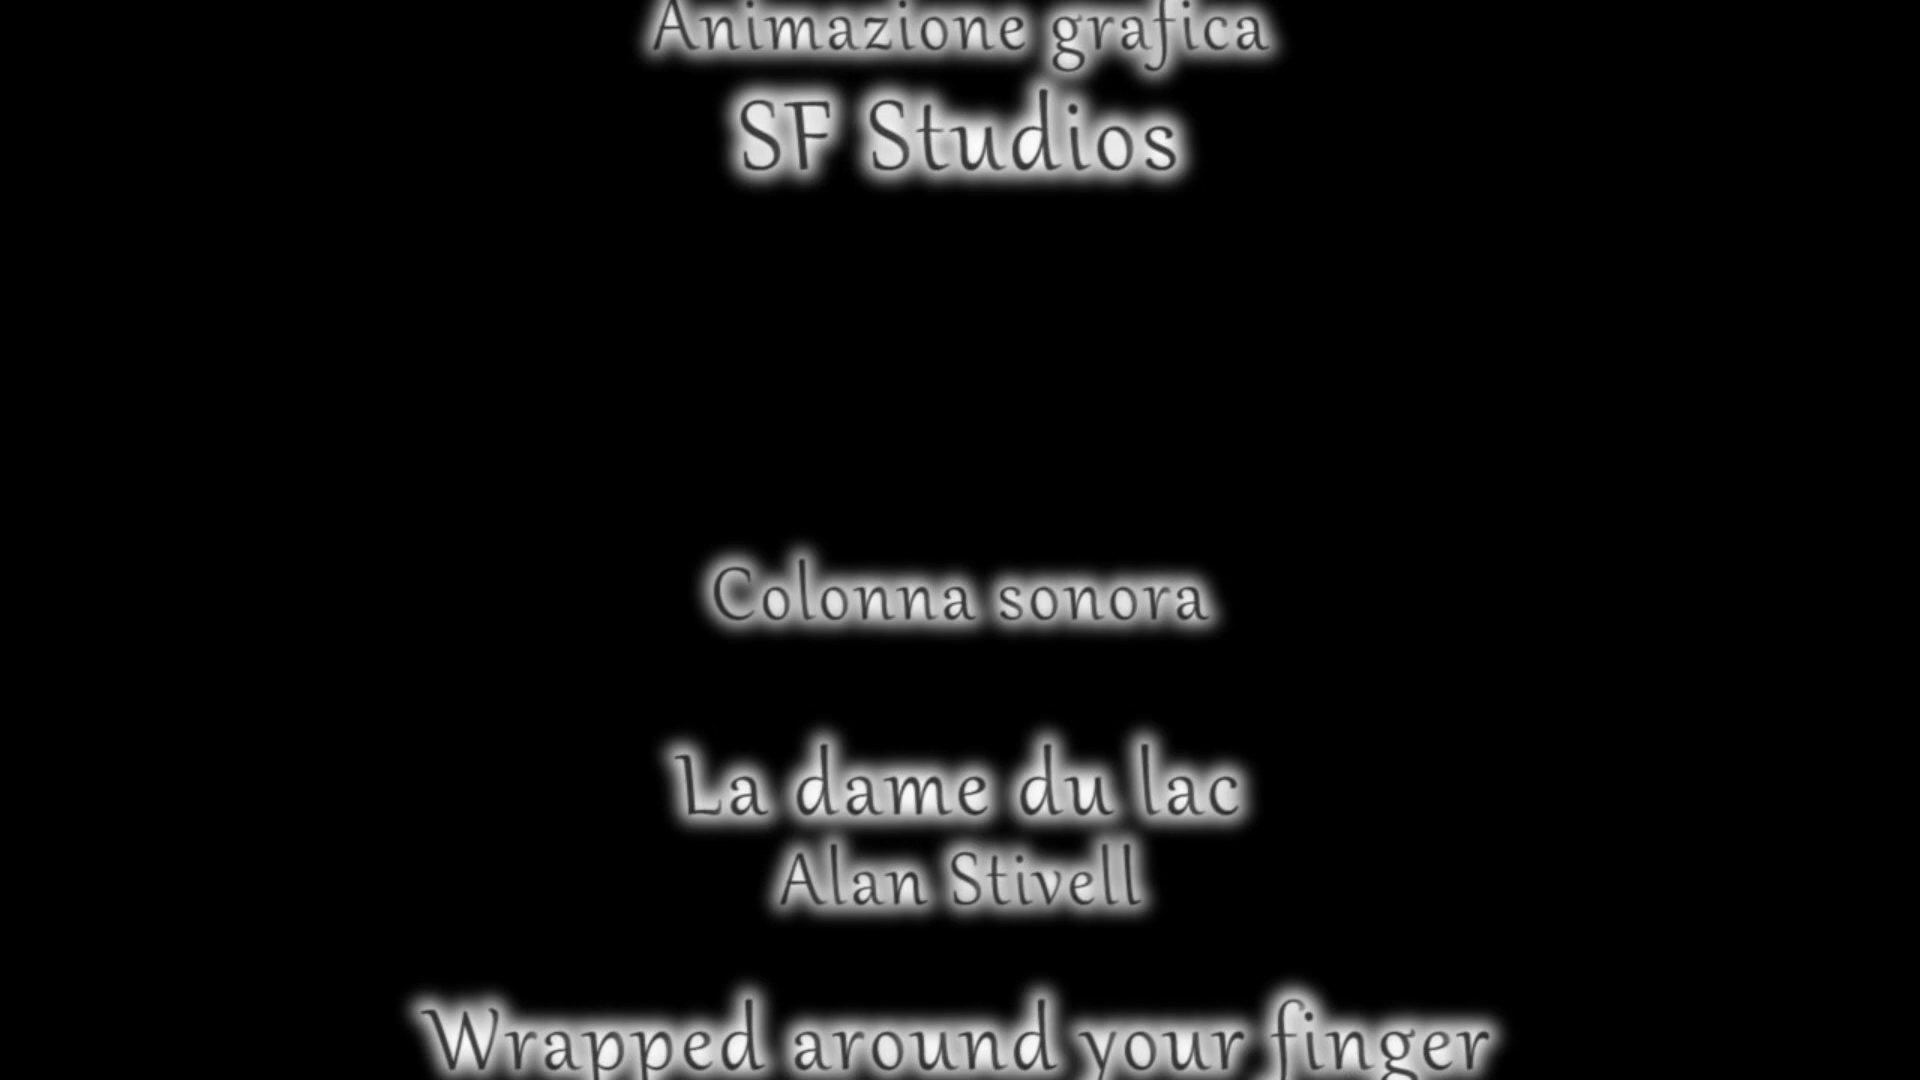 Animazione grafica
SF Studios
Colonna sonora
La dame du lac
Alan Stivell
Wrapped around your finger